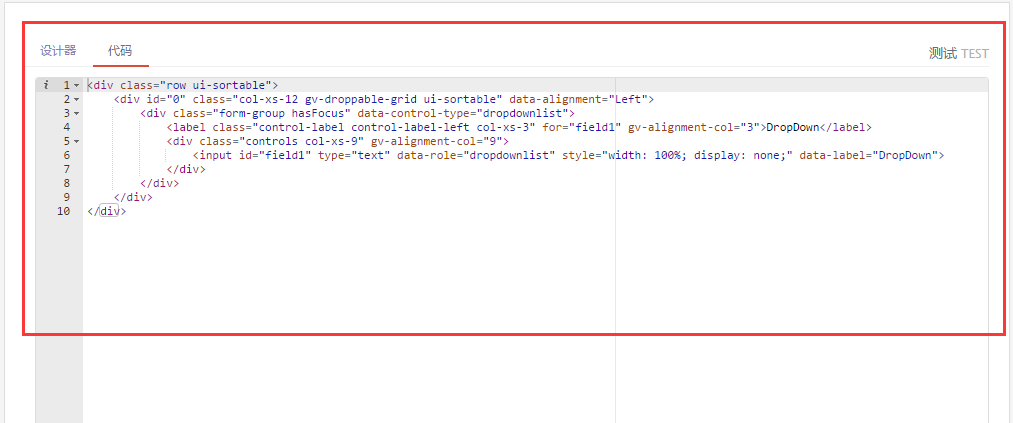 设计器 代码 测试 TEST
i 1 <div class="row ui-sortable">
2 <div id="0" class="col-xs-12 gv-droppable-grid ui-sortable" data-alignment="Left">
3 <div class="form-group hasFocus" data-control-type="dropdownlist">
4 <label class="control-label control-label-left col-xs-3" for="field1" gv-alignment-col="3">DropDown</label>
5 <div class="controls col-xs-9" gv-alignment-col="9">
6 <input id="field1" type="text" data-role="dropdownlist" style="width: 100%; display: none;" data-label="DropDown">
7 </div>
8 </div>
9 </div>
10 </div>